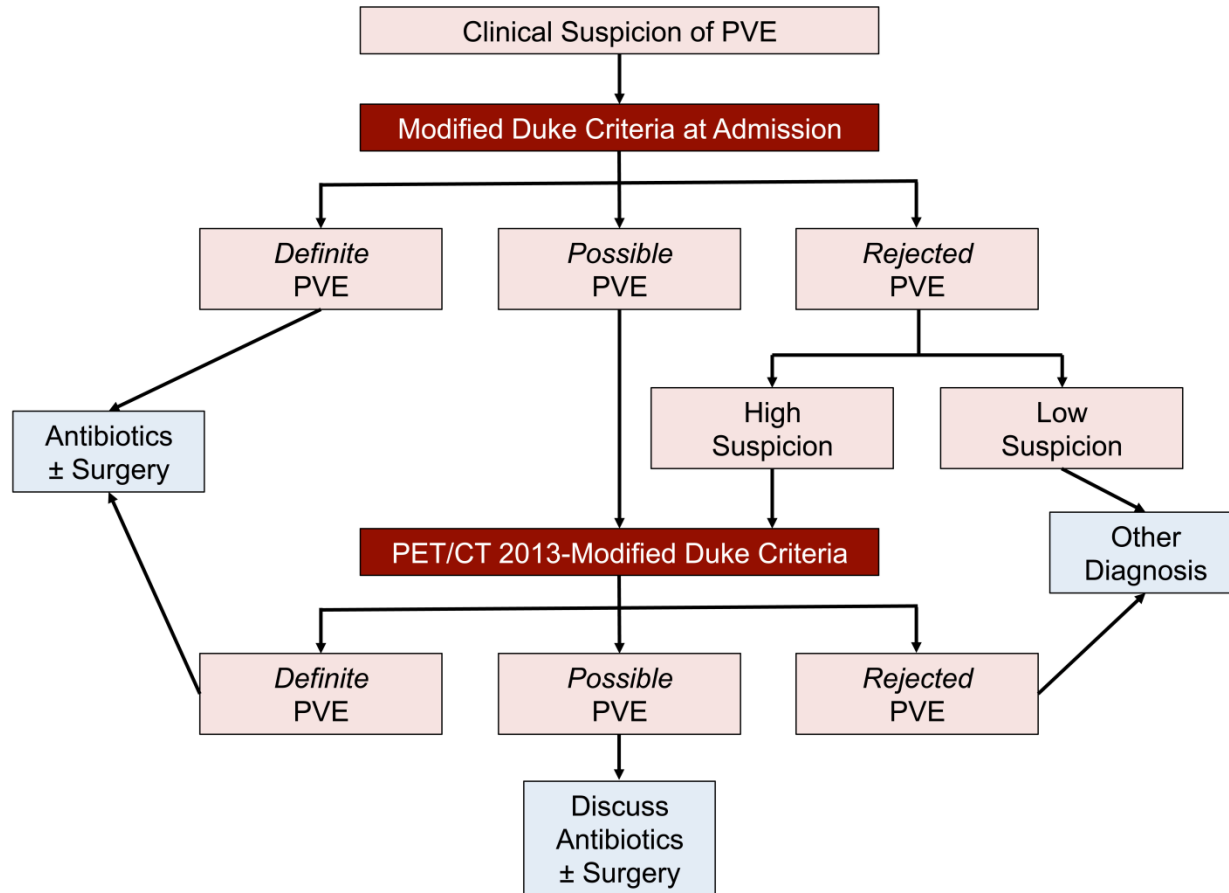 Clinical Suspicion of PVE
Modified Duke Criteria at Admission
Definite
PVE
Possible
PVE
Rejected
PVE
High
Suspicion
Low
Suspicion
Antibiotics
± Surgery
PET/CT 2013-Modified Duke Criteria
Other
Diagnosis
Definite
PVE
Possible
PVE
Rejected
PVE
Discuss
Antibiotics
± Surgery